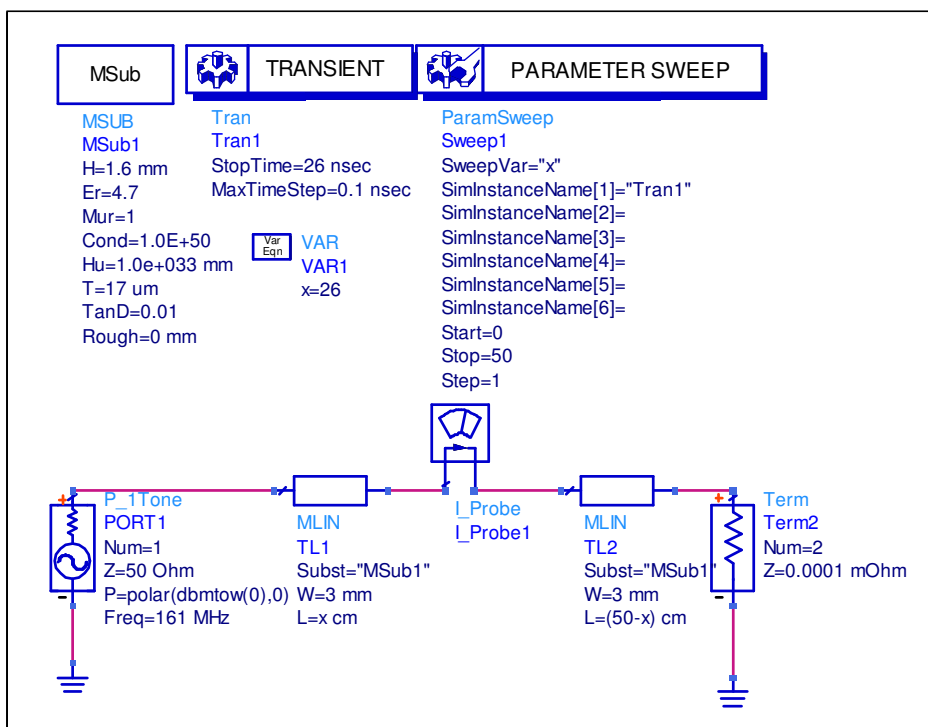 MSub
TRANSIENT
PARAMETER SWEEP
MSUB
MSub1
H=1.6 mm
Er=4.7
Mur=1
Cond=1.0E+50
Hu=1.0e+033 mm
T=17 um
TanD=0.01
Rough=0 mm
Tran
Tran1
StopTime=26 nsec
MaxTimeStep=0.1 nsec
Var
Eqn
VAR
VAR1
x=26
ParamSweep
Sweep1
SweepVar="x"
SimInstanceName[1]="Tran1"
SimInstanceName[2]=
SimInstanceName[3]=
SimInstanceName[4]=
SimInstanceName[5]=
SimInstanceName[6]=
Start=0
Stop=50
Step=1
+
-
P_1Tone
PORT1
Num=1
Z=50 Ohm
P=polar(dbmtow(0),0)
Freq=161 MHz
MLIN
TL1
Subst="MSub1"
W=3 mm
L=x cm
I_Probe
I_Probe1
MLIN
TL2
Subst="MSub1"
W=3 mm
L=(50-x) cm
+
-
Term
Term2
Num=2
Z=0.0001 mOhm